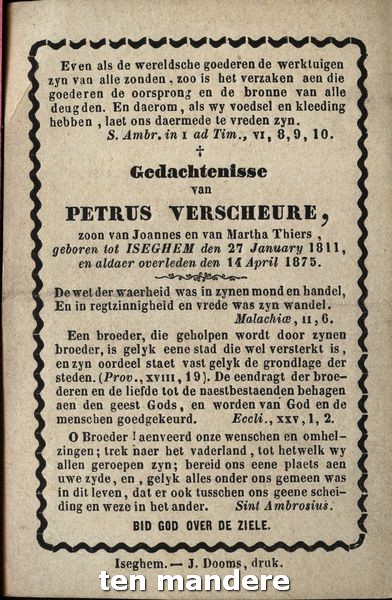 Even als de wereldsche goederen de werktuigen
zyn van alle zonden, zoo is het verzaken aen die
goederen de oorsprong en de bronne van alle
deugden. En daerom, als wy voedsel en kleeding
hebben, laet ons daermede te vreden zyn.
S. Ambr. in I ad Tim., VI, 8, 9, 10.
†
Gedachtenisse
van
PETRUS VERSCHEURE,
zoon van Joannes en van Martha Thiers,
geboren tot ISEGHEM den 27 January 1811,
en aldaer overleden den 14 April 1875.
De wet der waerheid was in zynen mond en handel,
En in regtzinnigheid en vrede was zyn wandel.
Malachiæ, II, 6.
Een broeder, die geholpen wordt door zynen
broeder, is gelyk eene stad die wel versterkt is,
en zyn oordeel staet vast gelyk de grondlage der
steden. (Prov., XVIII, 19). De eendragt der broe-
deren en de liefde tot de naestbestaenden behagen
aen den geest Gods, en worden van God en de
menschen goedgekeurd. Eccli., XXV, 1, 2.
O Broeder! aenveerd onze wenschen en omhel-
zingen; trek naer het vaderland, tot hetwelk wy
allen geroepen zyn; bereid ons eene plaets aen
uwe zyde, en, gelyk alles onder ons gemeen was
in dit leven, dat er ook tusschen ons geene schei-
ding en weze in het ander. Sint Ambrosius.
BID GOD OVER DE ZIELE.
Iseghem. — J. Dooms, druk.
ten mandere